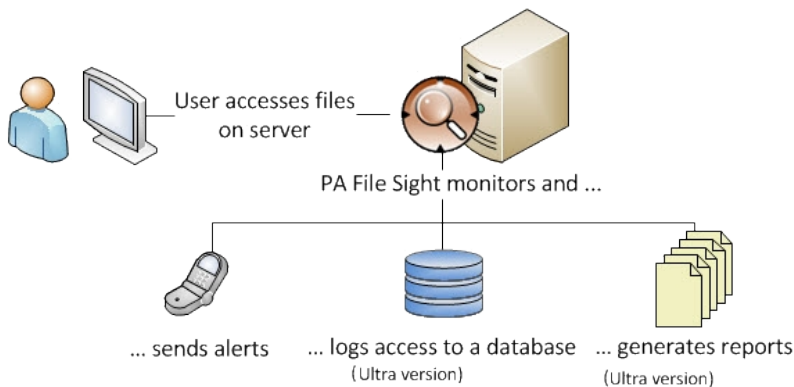 User accesses files
on server
PA File Sight monitors and ...
... sends alerts
... logs access to a database
(Ultra version)
... generates reports
(Ultra version)